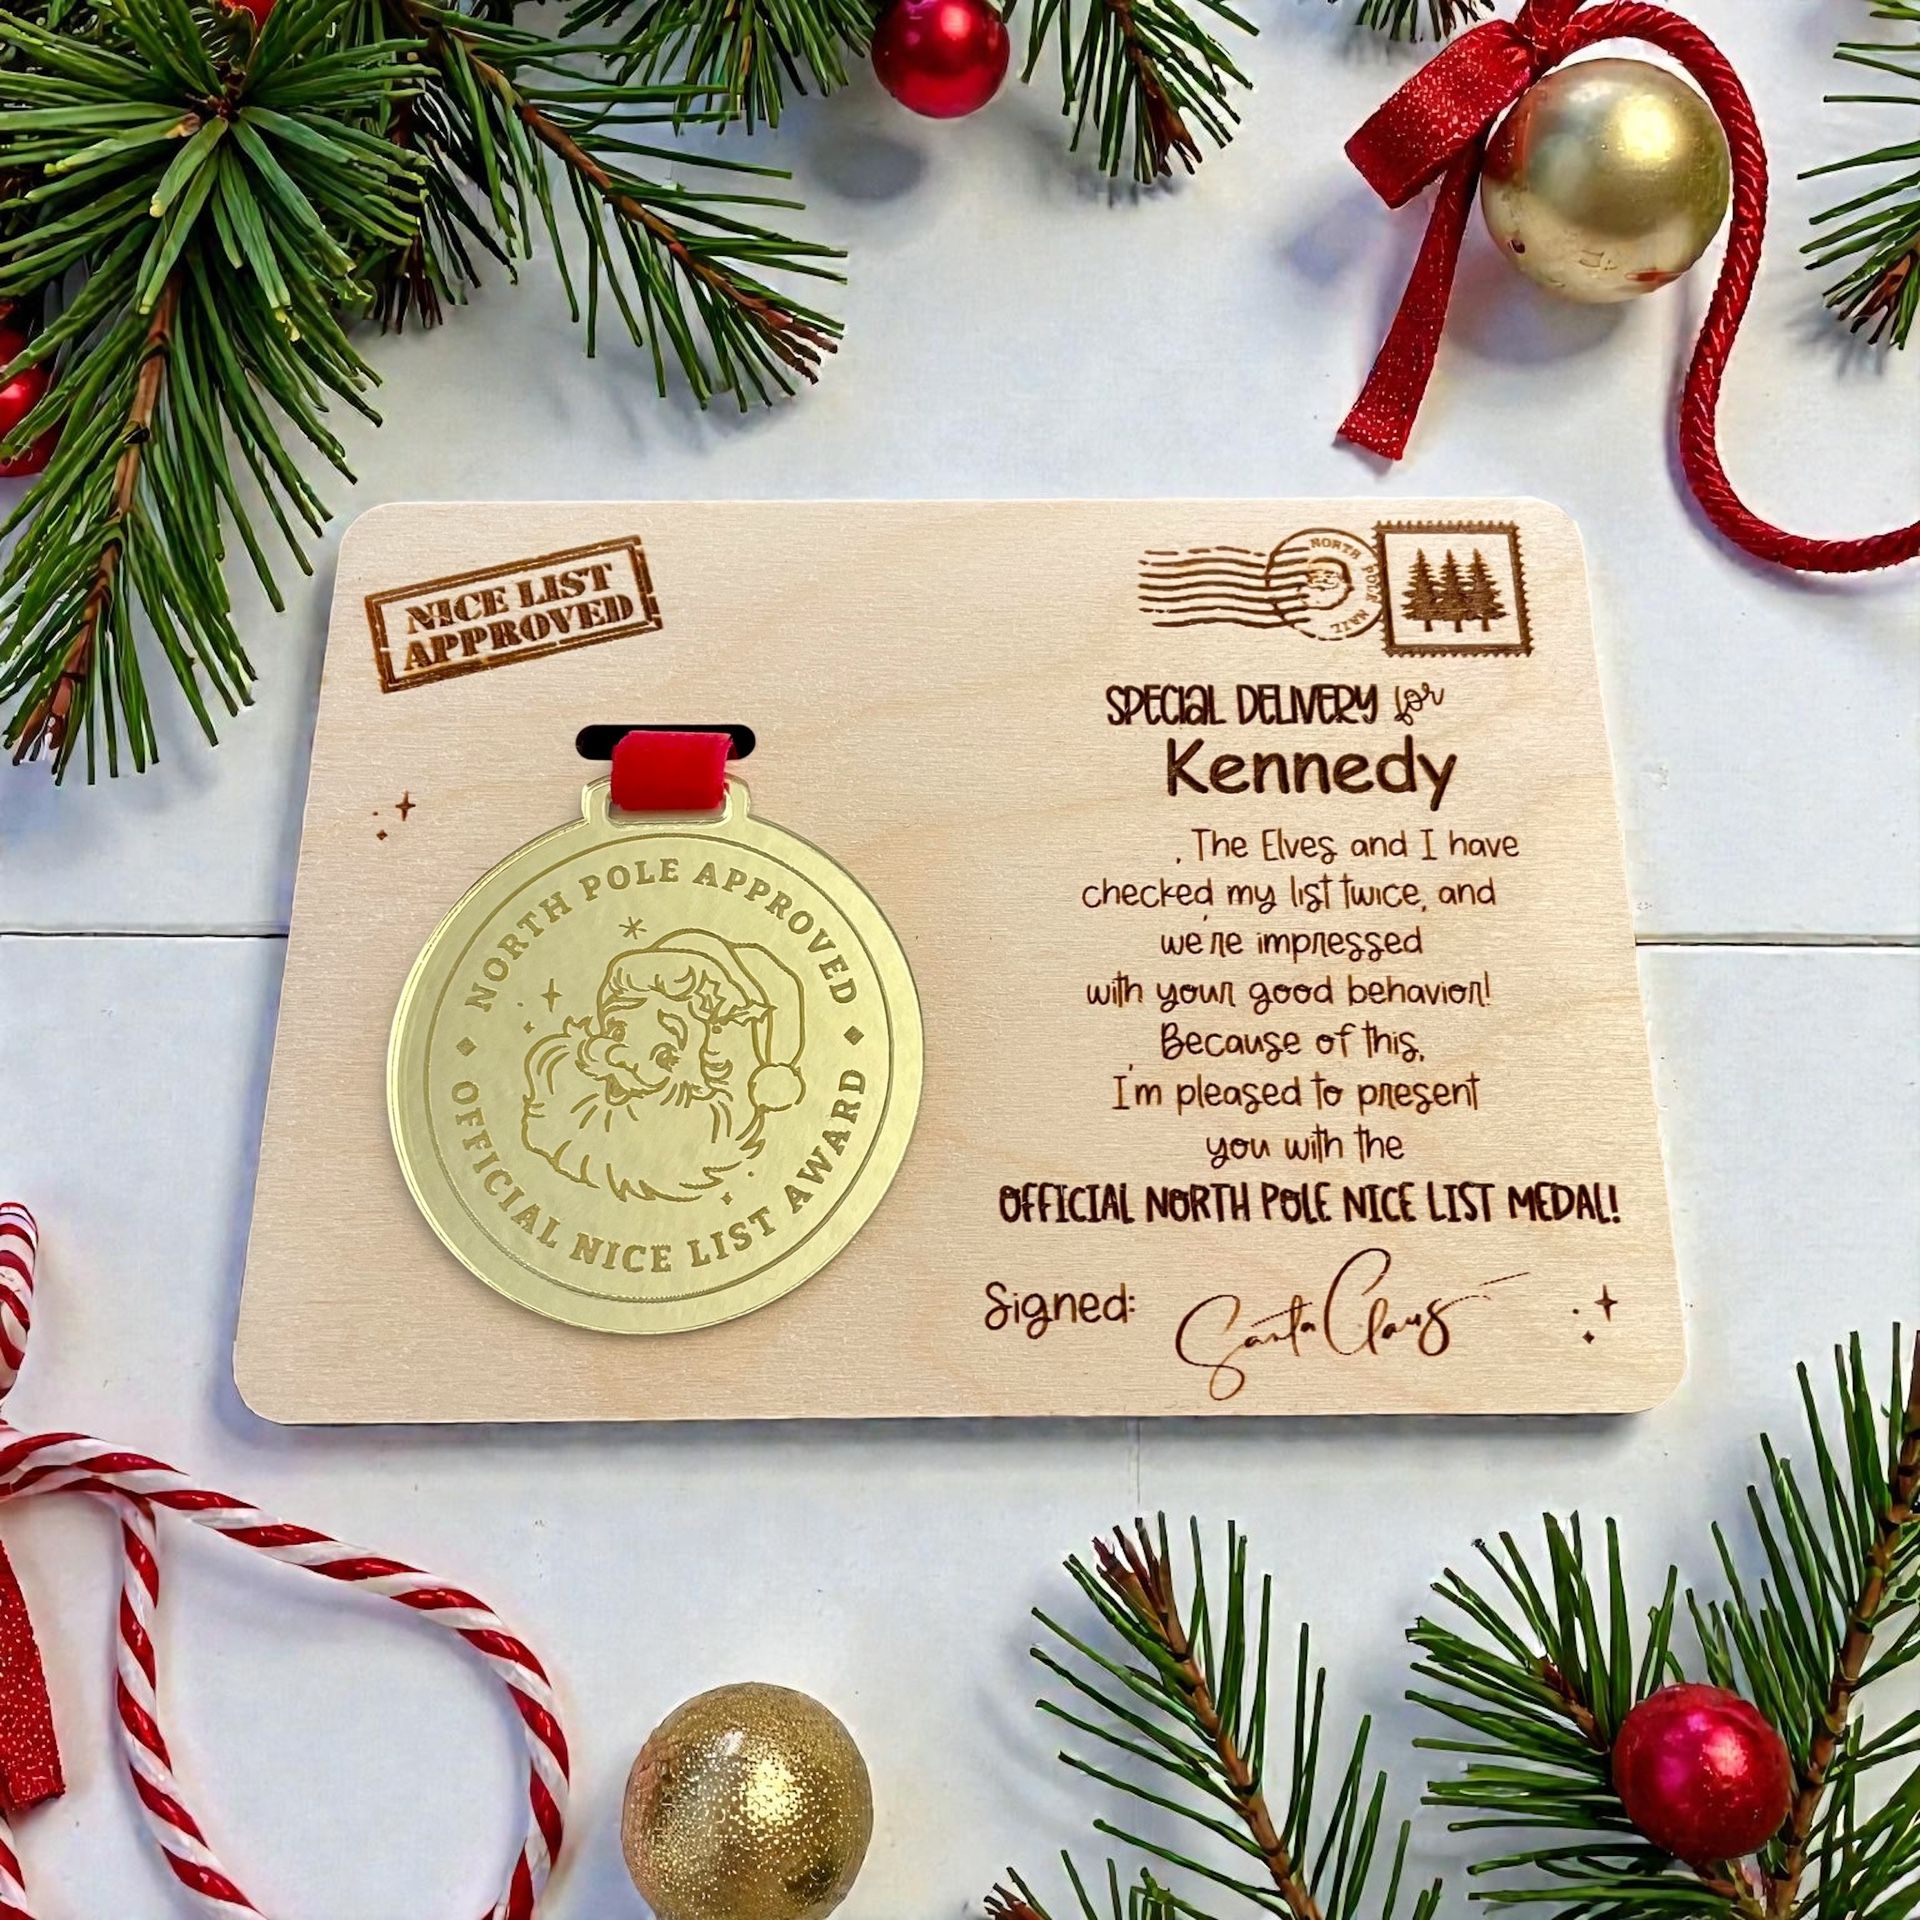 NICE LIST
APPROVED
NORTH POLE MAIL
SPECIAL DELIVERY for
Kennedy
, The Elves and I have
checked my list twice, and
we're impressed
with your good behavior!
Because of this,
I'm pleased to present
you with the
OFFICIAL NORTH POLE NICE LIST MEDAL!
Signed: Santa Claus
NORTH POLE APPROVED
OFFICIAL NICE LIST AWARD